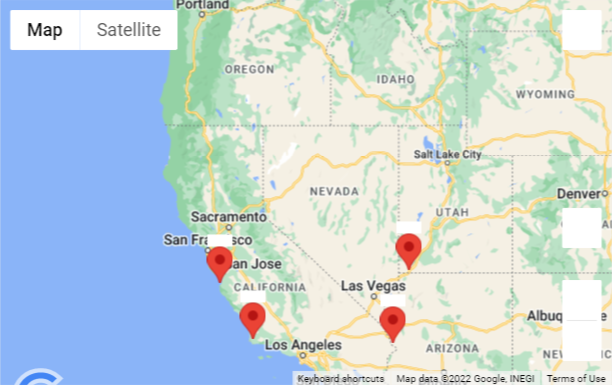 Portland
Map Satellite
OREGON
IDAHO
WYOMING
Salt Lake City
NEVADA
Denver
Sacramento
UTAH
San Francisco
San Jose
CALIFORNIA
Las Vegas
Los Angeles
ARIZONA
Keyboard shortcuts Map data ©2022 Google, INEGI Terms of Use